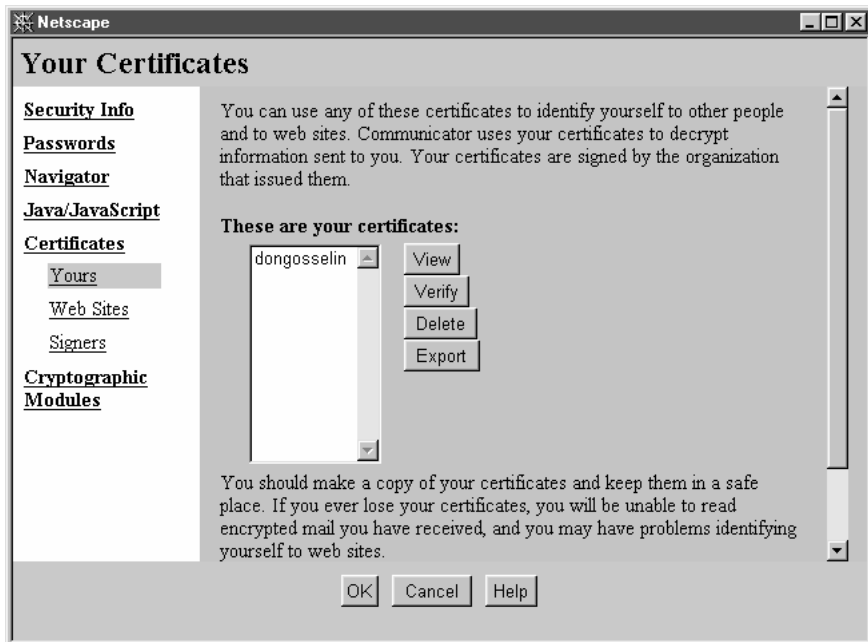 Netscape
Your Certificates
Security Info
Passwords
Navigator
Java/JavaScript
Certificates
Yours
Web Sites
Signers
Cryptographic
Modules
You can use any of these certificates to identify yourself to other people
and to web sites. Communicator uses your certificates to decrypt
information sent to you. Your certificates are signed by the organization
that issued them.
These are your certificates:
dongosselin
View
Verify
Delete
Export
You should make a copy of your certificates and keep them in a safe
place. If you ever lose your certificates, you will be unable to read
encrypted mail you have received, and you may have problems identifying
yourself to web sites.
OK
Cancel
Help